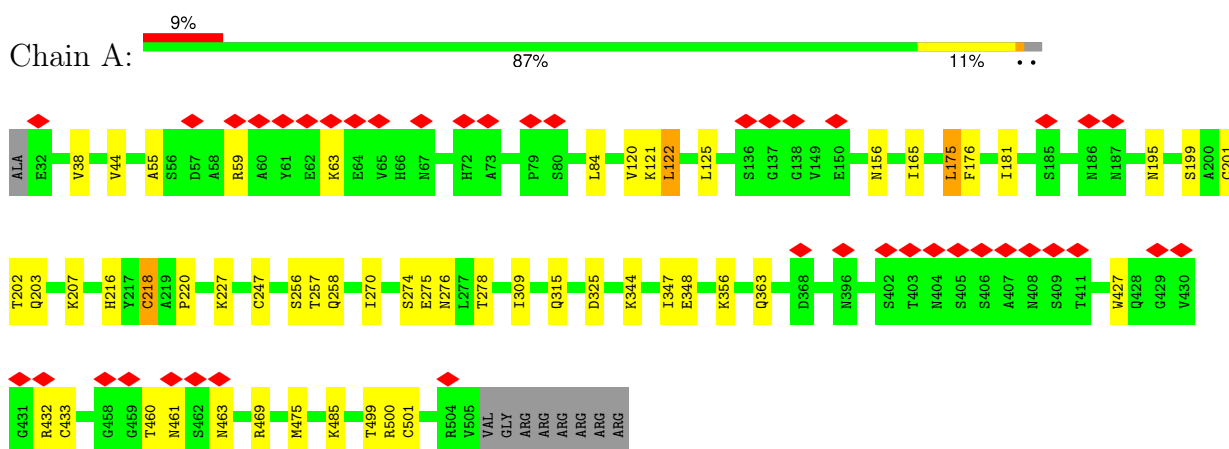 9%
Chain A:
87% 11% • •
ALA E32 V38 V44 A55 S56 D57 A58 R59 A60 Y61 E62 K63 E64 V65 H66 N67 H72 A73 P79 S80 L84 V120 K121 L122 L125 S136 G137 G138 V149 E150 N156 I165 L175 F176 I181 S185 N186 N187 N195 S199 A200 C201
T202 Q203 K207 H216 Y217 C218 A219 P220 K227 C247 S256 T257 Q258 I270 S274 E275 N276 L277 T278 I309 Q315 D325 K344 I347 E348 K356 Q363 D368 N396 S402 T403 N404 S405 S406 A407 N408 S409 T411 W427 Q428 G429 V430
G431 R432 C433 G458 G459 T460 N461 S462 N463 R469 M475 K485 T499 R500 C501 R504 V505 VAL GLY ARG ARG ARG ARG ARG ARG